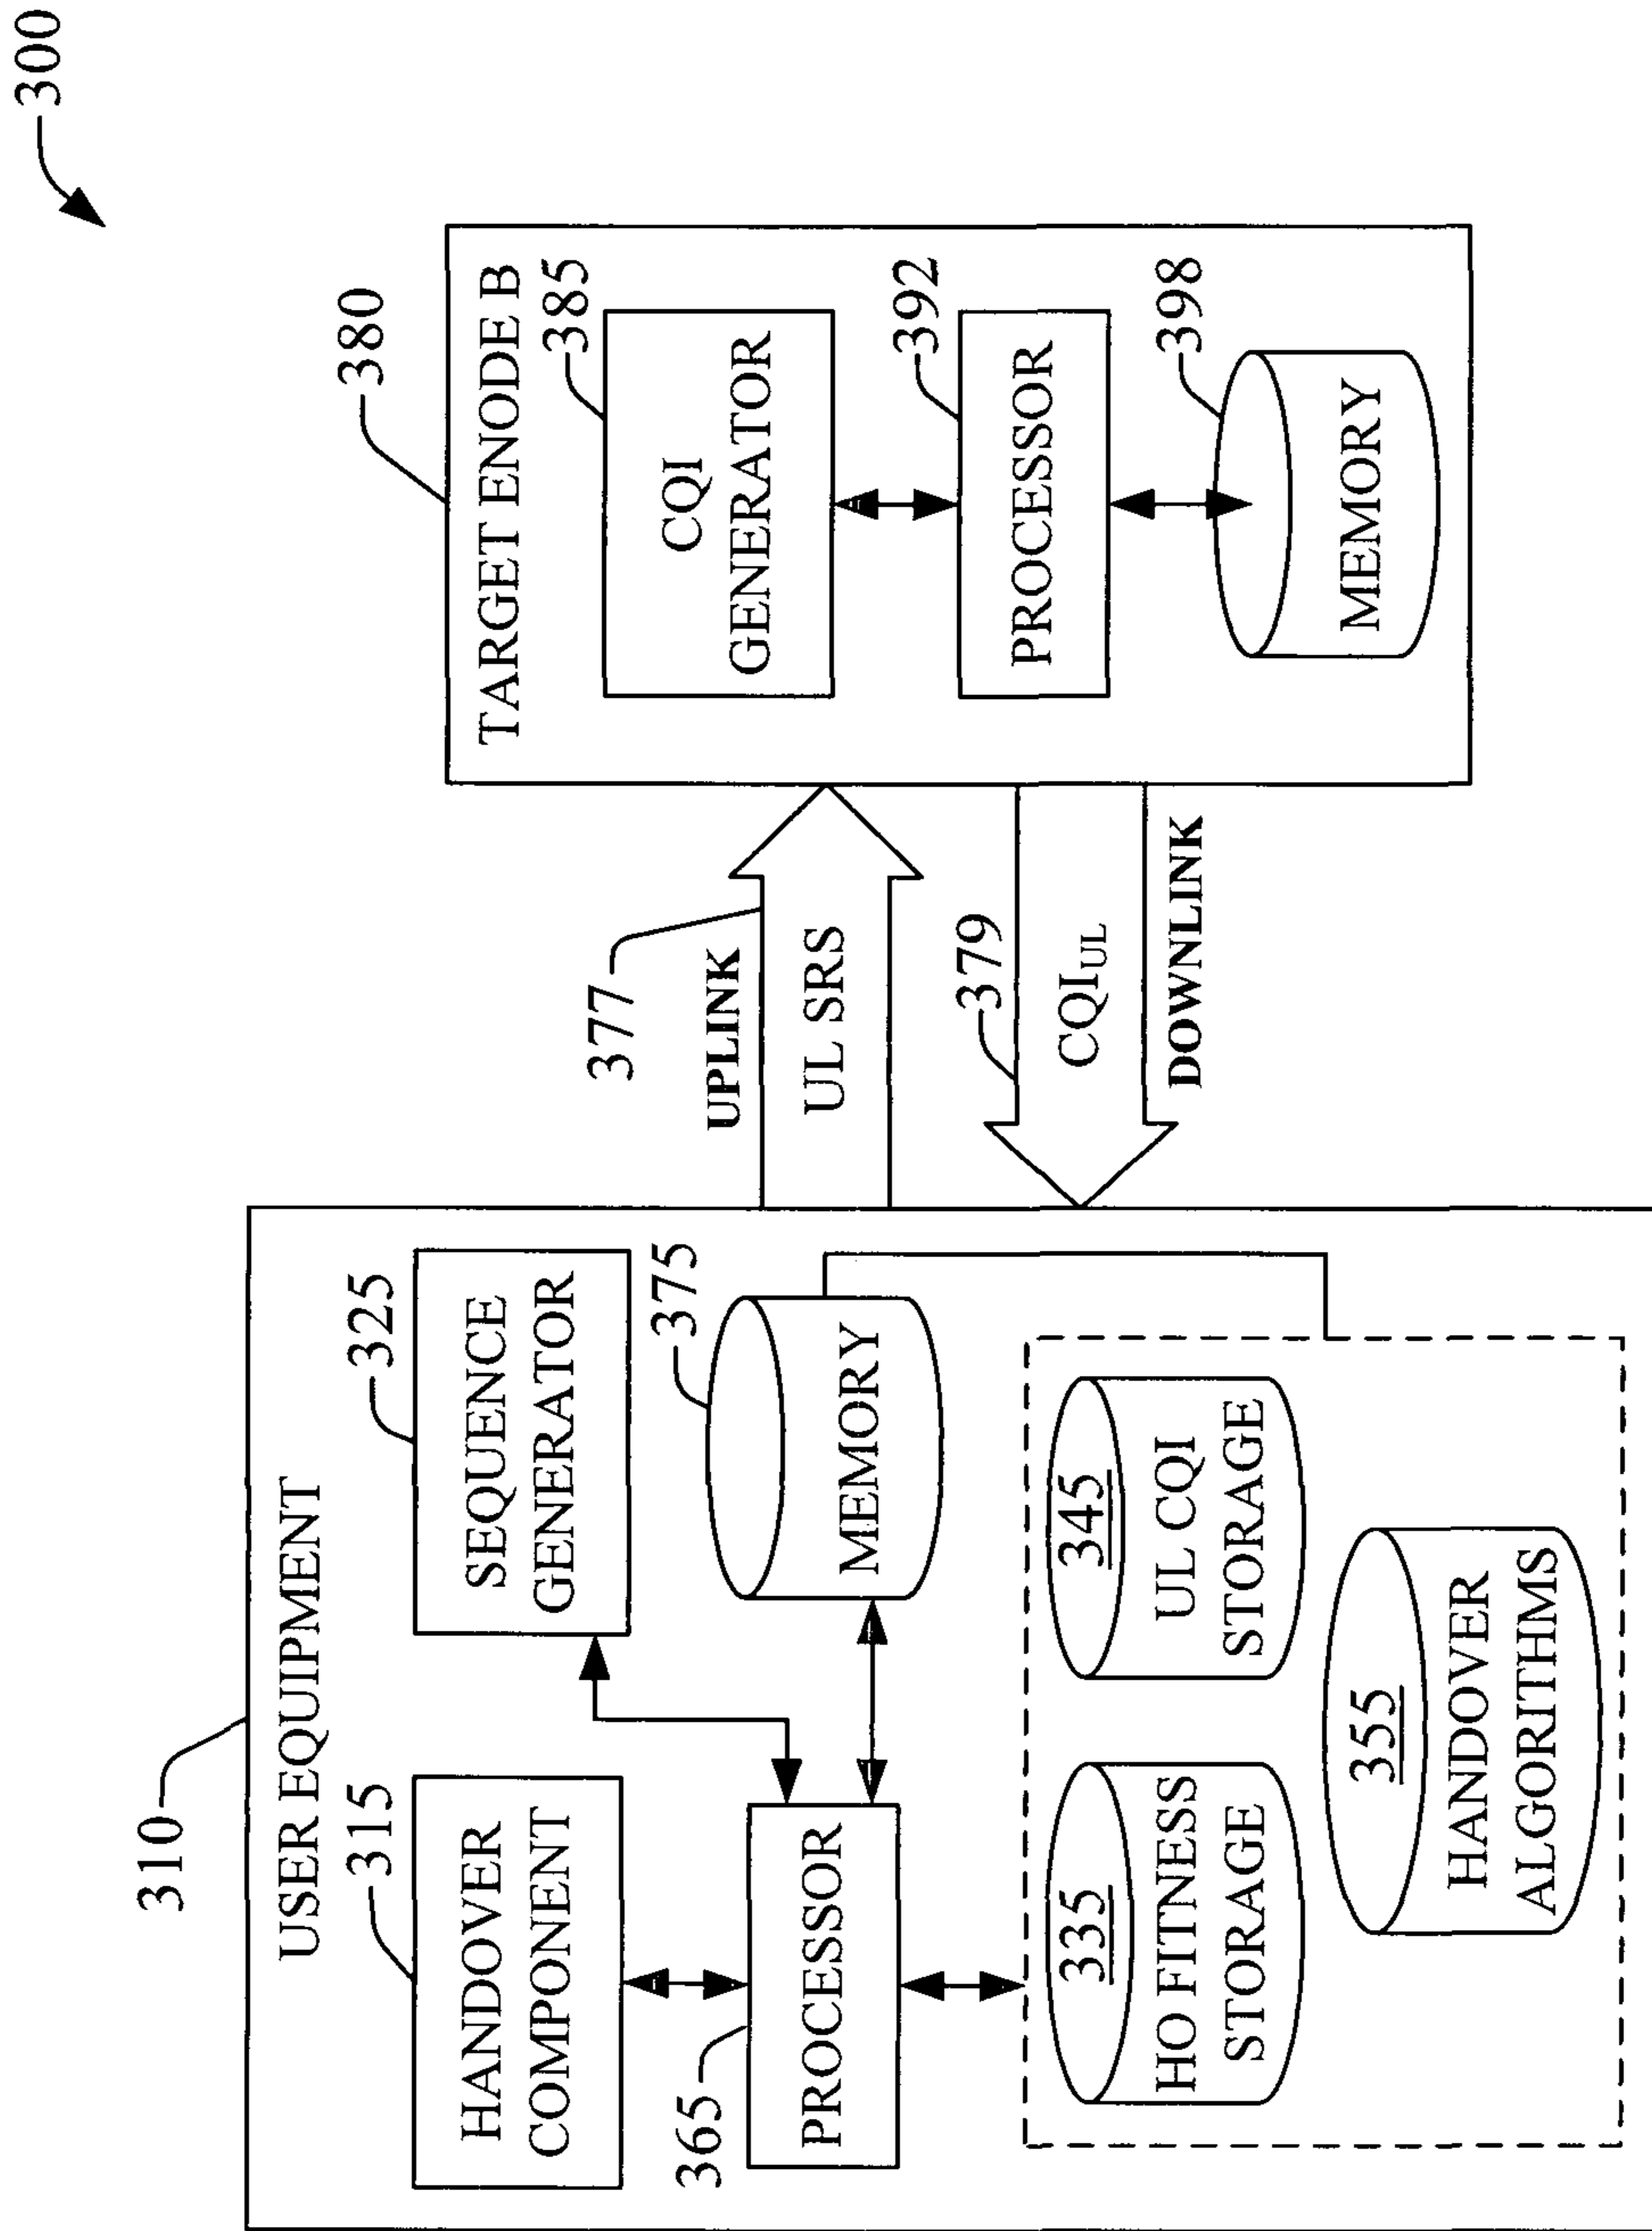 300
310
USER EQUIPMENT
315
HANDOVER
COMPONENT
325
SEQUENCE
GENERATOR
365
PROCESSOR
375
MEMORY
335
HO FITNESS
STORAGE
345
UL CQI
STORAGE
355
HANDOVER
ALGORITHMS
377
UPLINK
UL SRS
379
CQIUL
DOWNLINK
380
TARGET ENODE B
385
CQI
GENERATOR
392
PROCESSOR
398
MEMORY